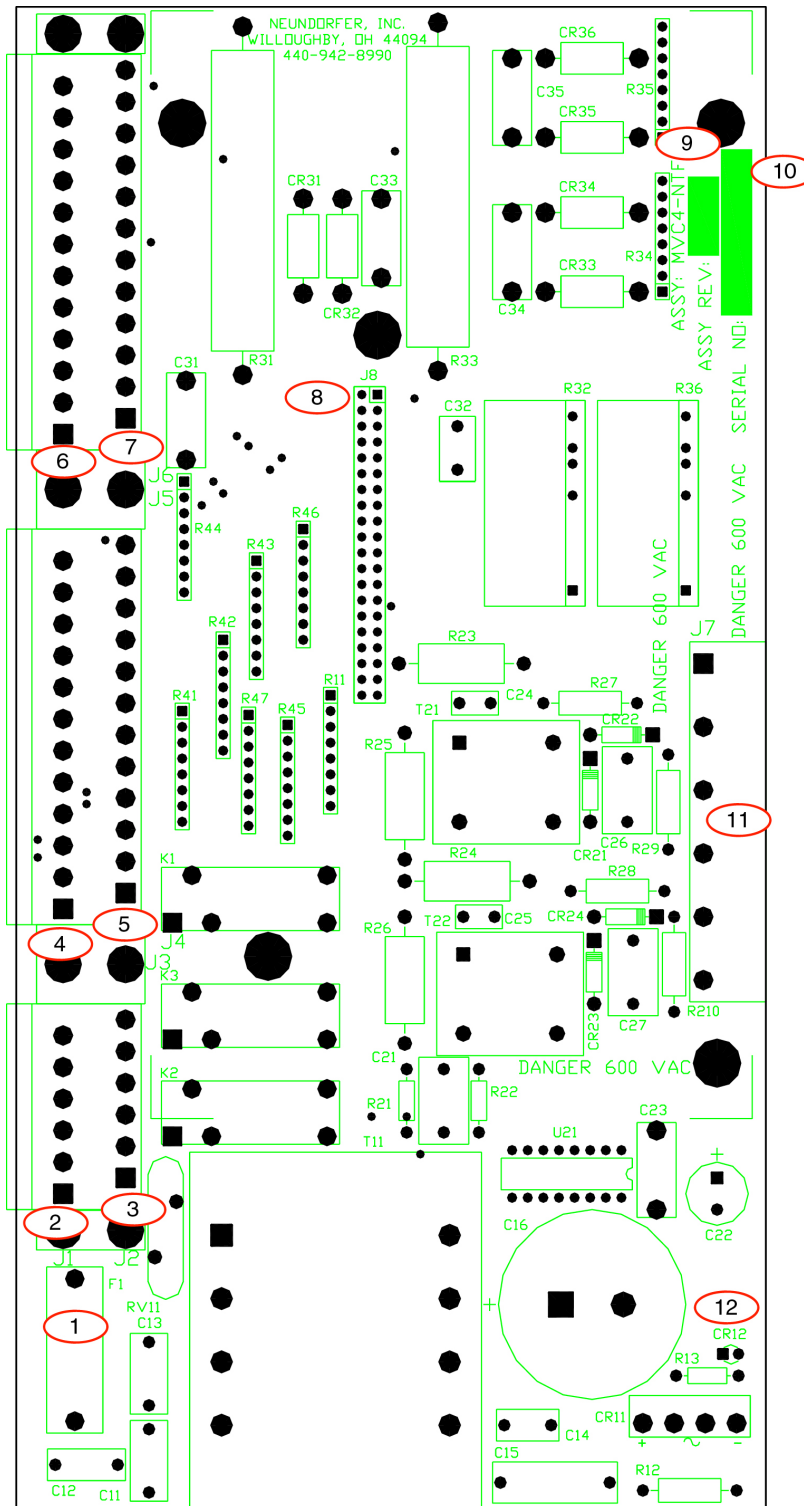 NEUNDORFER, INC.
WILLOUGHBY, OH 44094
440-942-8990
CR36
C35
R35
CR35
9
10
CR31
C33
CR34
ASSY: MVC4-NTF
R34
CR33
CR32
C34
ASSY REV:
SERIAL NO:
R31
R33
C31
J8
8
C32
R32
R36
7
6
J6
J5
R44
R46
R43
DANGER 600 VAC
DANGER 600 VAC
J7
R42
R23
R41
R47
R45
R11
T21
C24
R27
CR22
R25
C26
CR21
R29
11
K1
R24
R28
5
4
J4
J3
R26
T22
C25
CR24
K3
CR23
C27
R210
C21
DANGER 600 VAC
K2
R21
R22
T11
U21
C23
+
3
2
C16
C22
J1
J2
F1
RV11
1
C13
+
12
CR12
R13
CR11
C14
+
~
-
C15
C12
C11
R12